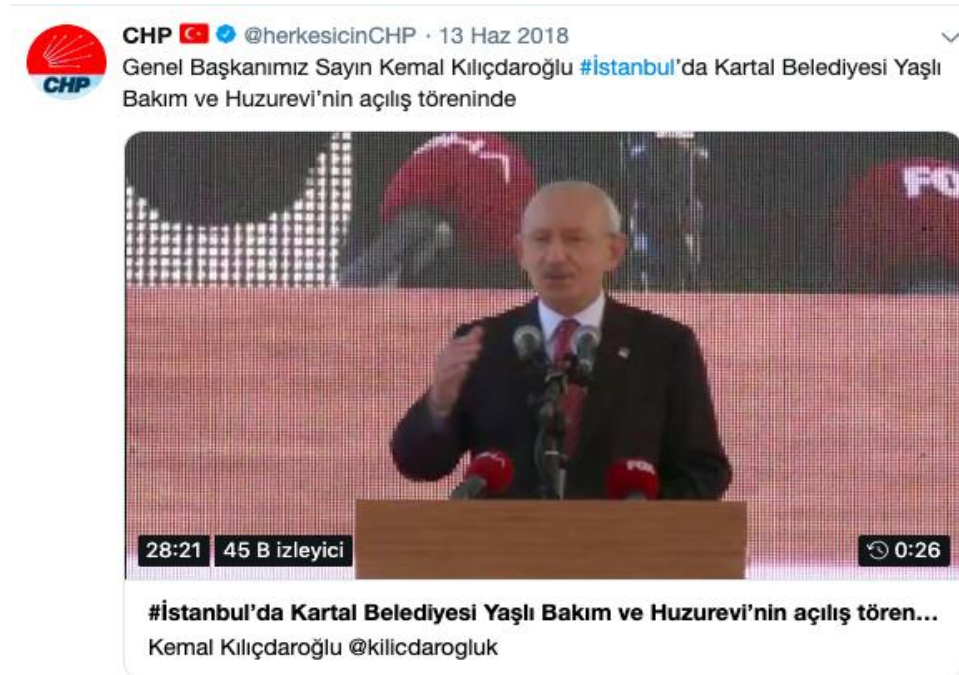 CHP @herkesicinCHP · 13 Haz 2018
Genel Başkanımız Sayın Kemal Kılıçdaroğlu #İstanbul'da Kartal Belediyesi Yaşlı
Bakım ve Huzurevi'nin açılış töreninde
CHP
FO
FOX
28:21 45 B izleyici
0:26
#İstanbul'da Kartal Belediyesi Yaşlı Bakım ve Huzurevi'nin açılış tören...
Kemal Kılıçdaroğlu @kilicdarogluk